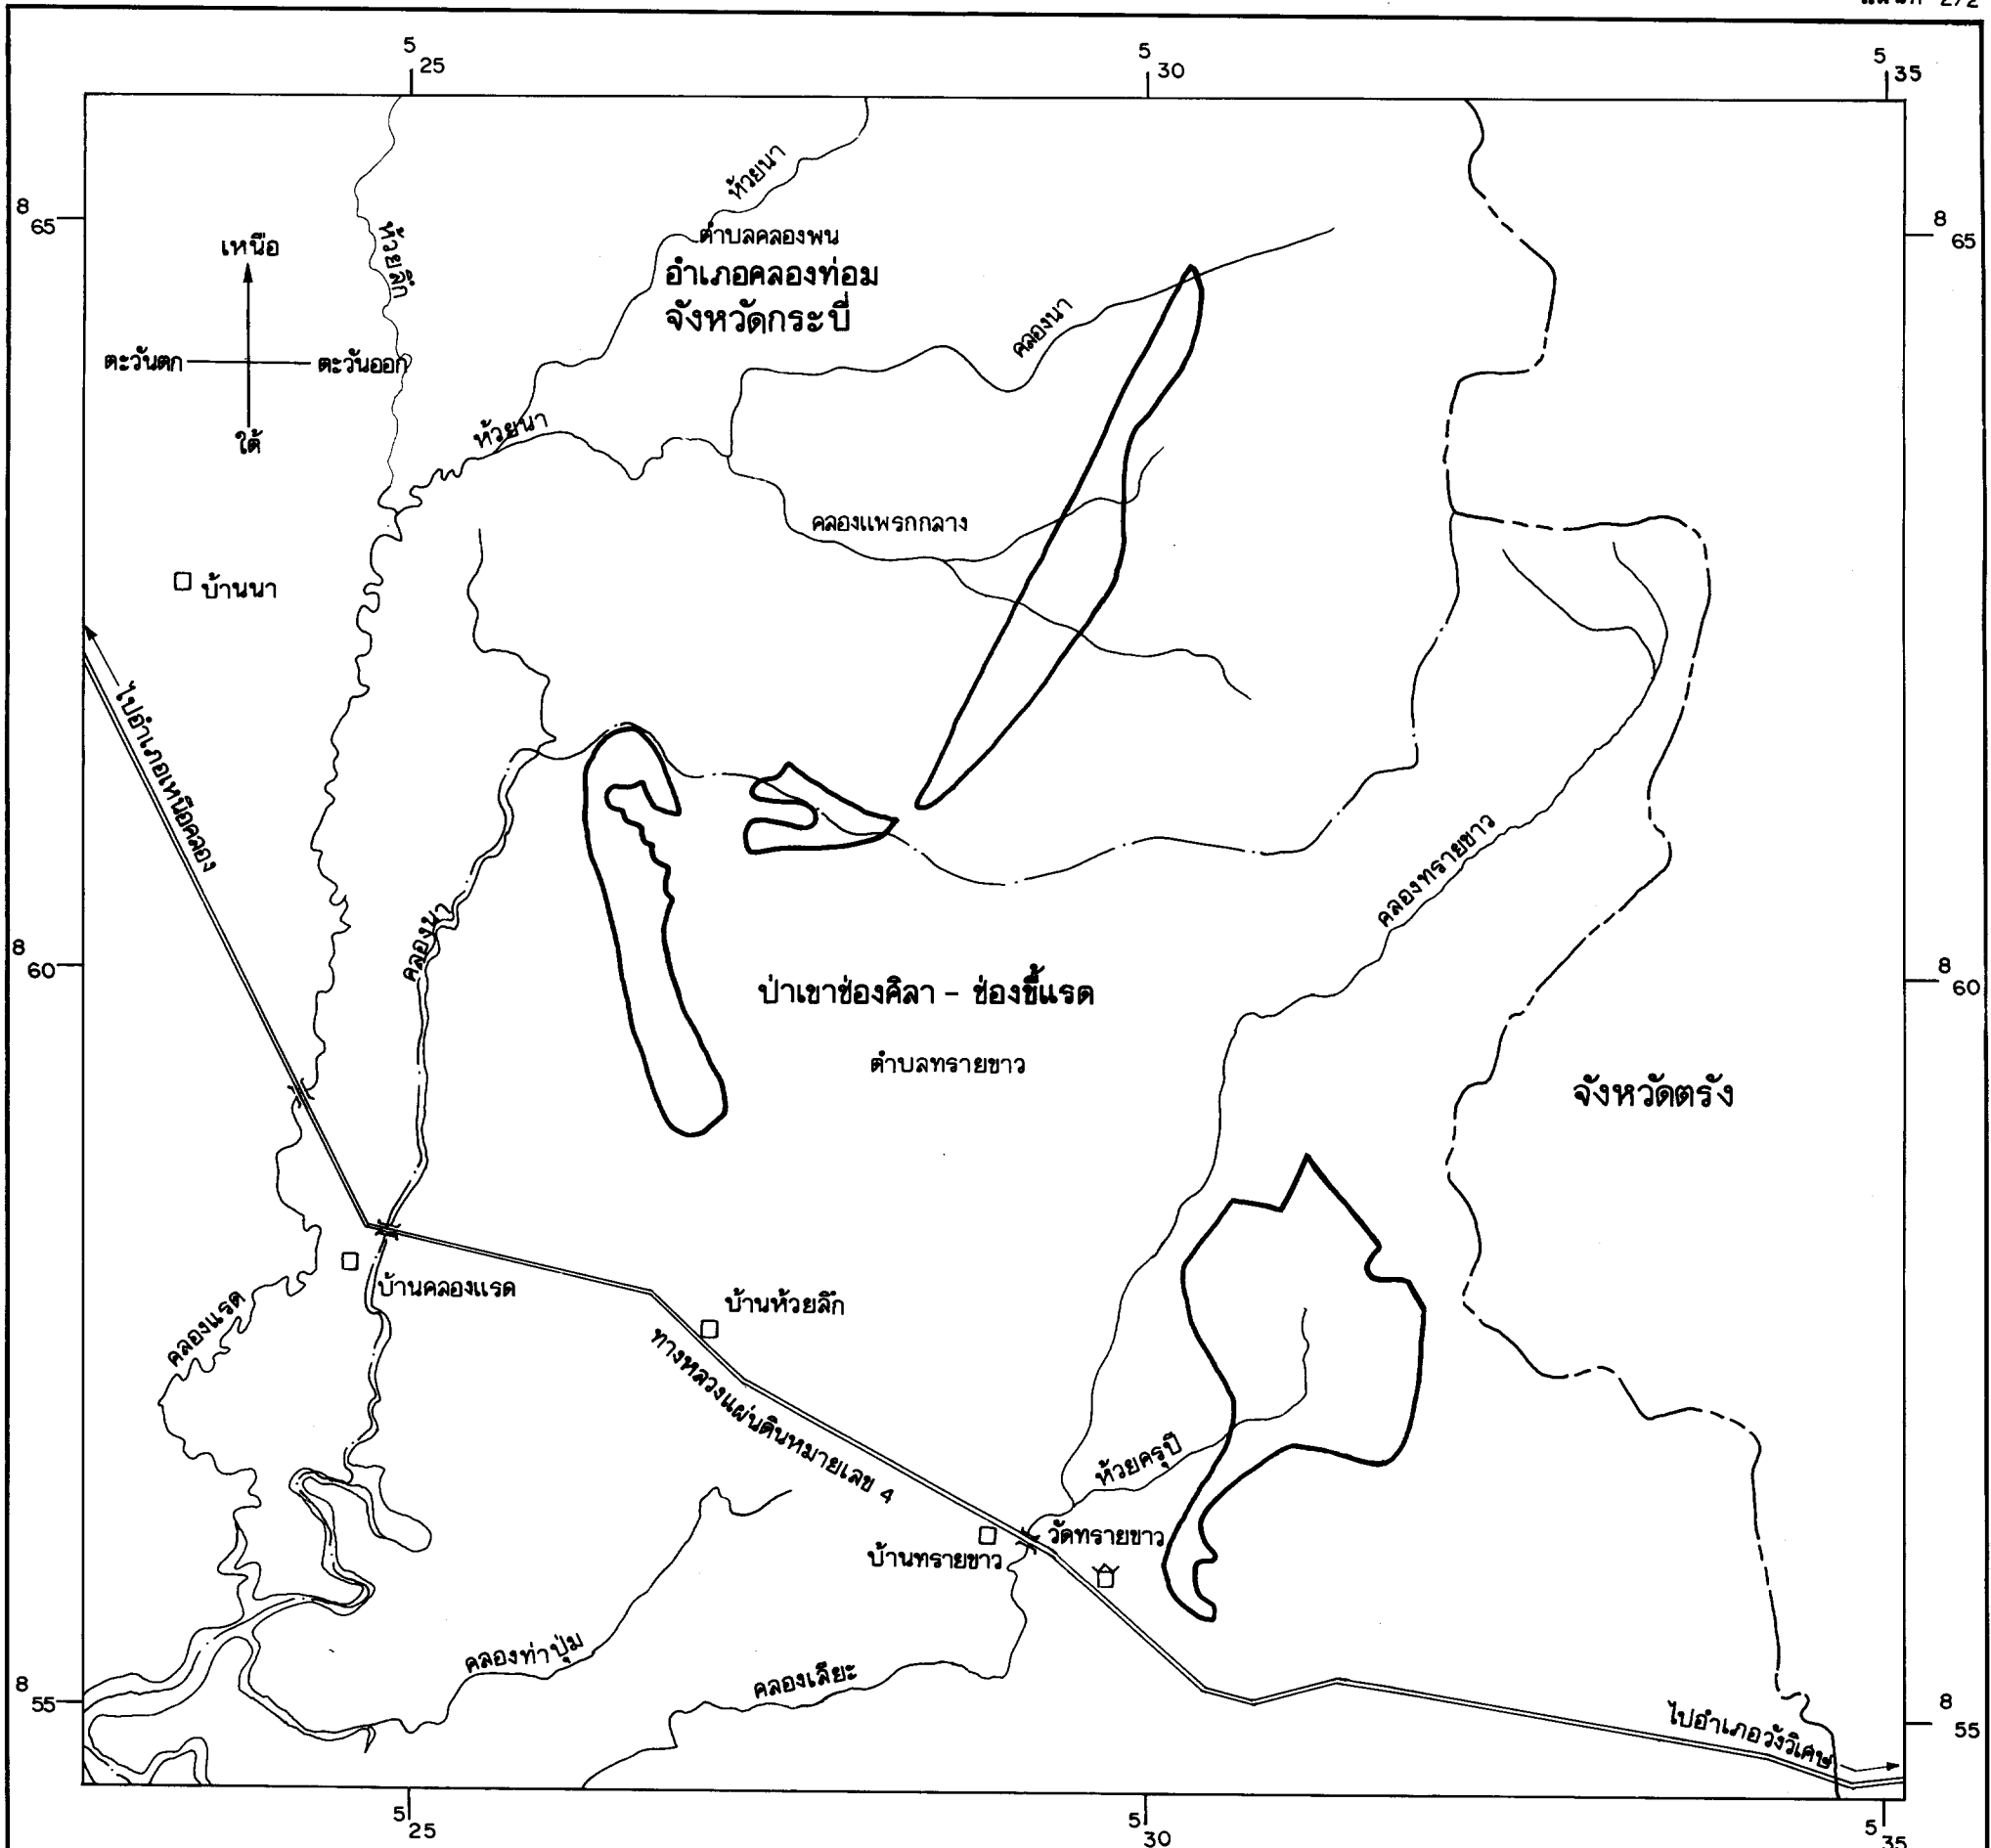 5 25
5 30
5 35
8 65
8 65
เหนือ
ตะวันตก
ตะวันออก
ใต้
ห้วยลึก
ห้วยนา
ตำบลคลองพน
อำเภอคลองท่อม
จังหวัดกระบี่
คลองนา
ห้วยนา
คลองแพรกกลาง
บ้านนา
ไปอำเภอเหนือคลอง
คลองนา
คลองทรายขาว
8 60
8 60
ป่าเขาช่องศิลา - ช่องขี้แรด
ตำบลทรายขาว
จังหวัดตรัง
บ้านคลองแรด
บ้านห้วยลึก
คลองแรด
ทางหลวงแผ่นดินหมายเลข 4
ห้วยครุปี
วัดทรายขาว
บ้านทรายขาว
คลองท่าปุ่ม
คลองเลียะ
8 55
8 55
ไปอำเภอวังวิเศษ
5 25
5 30
5 35